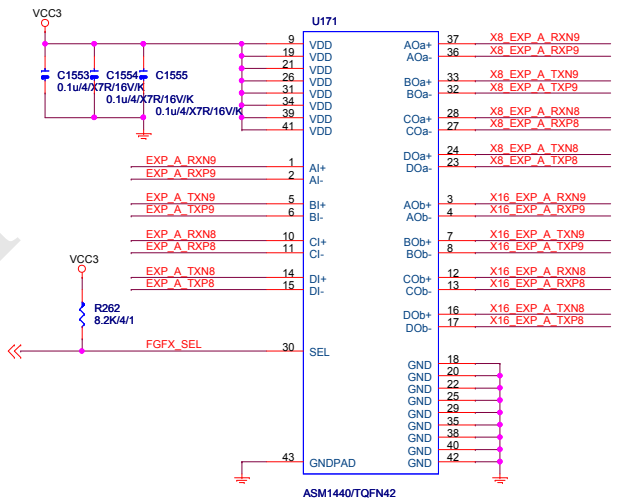 VCC3
U171
9 VDD
19 VDD
21 VDD
26 VDD
31 VDD
34 VDD
39 VDD
41 VDD
C1553 C1554 C1555
0.1u/4/X7R/16V/K
0.1u/4/X7R/16V/K
0.1u/4/X7R/16V/K
EXP_A_RXN9 1 AI+
EXP_A_RXP9 2 AI-
EXP_A_TXN9 5 BI+
EXP_A_TXP9 6 BI-
EXP_A_RXN8 10 CI+
EXP_A_RXP8 11 CI-
EXP_A_TXN8 14 DI+
EXP_A_TXP8 15 DI-
VCC3
R262
8.2K/4/1
FGFX_SEL 30 SEL
43 GNDPAD
AOa+ 37 X8_EXP_A_RXN9
AOa- 36 X8_EXP_A_RXP9
BOa+ 33 X8_EXP_A_TXN9
BOa- 32 X8_EXP_A_TXP9
COa+ 28 X8_EXP_A_RXN8
COa- 27 X8_EXP_A_RXP8
DOa+ 24 X8_EXP_A_TXN8
DOa- 23 X8_EXP_A_TXP8
AOb+ 3 X16_EXP_A_RXN9
AOb- 4 X16_EXP_A_RXP9
BOb+ 7 X16_EXP_A_TXN9
BOb- 8 X16_EXP_A_TXP9
COb+ 12 X16_EXP_A_RXN8
COb- 13 X16_EXP_A_RXP8
DOb+ 16 X16_EXP_A_TXN8
DOb- 17 X16_EXP_A_TXP8
GND 18
GND 20
GND 22
GND 25
GND 29
GND 35
GND 38
GND 40
GND 42
ASM1440/TQFN42